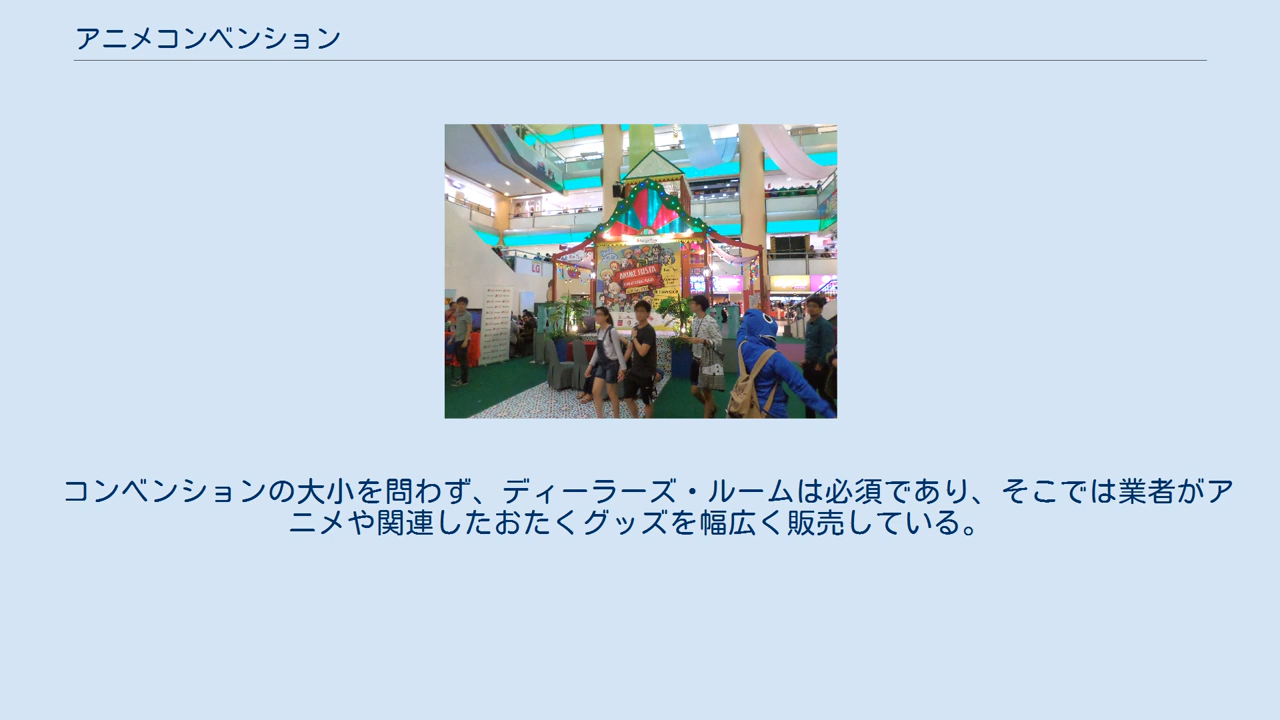 アニメコンベンション
LG
ANIME FIESTA
コンベンションの大小を問わず、ディーラーズ・ルームは必須であり、そこでは業者がア
ニメや関連したおたくグッズを幅広く販売している。